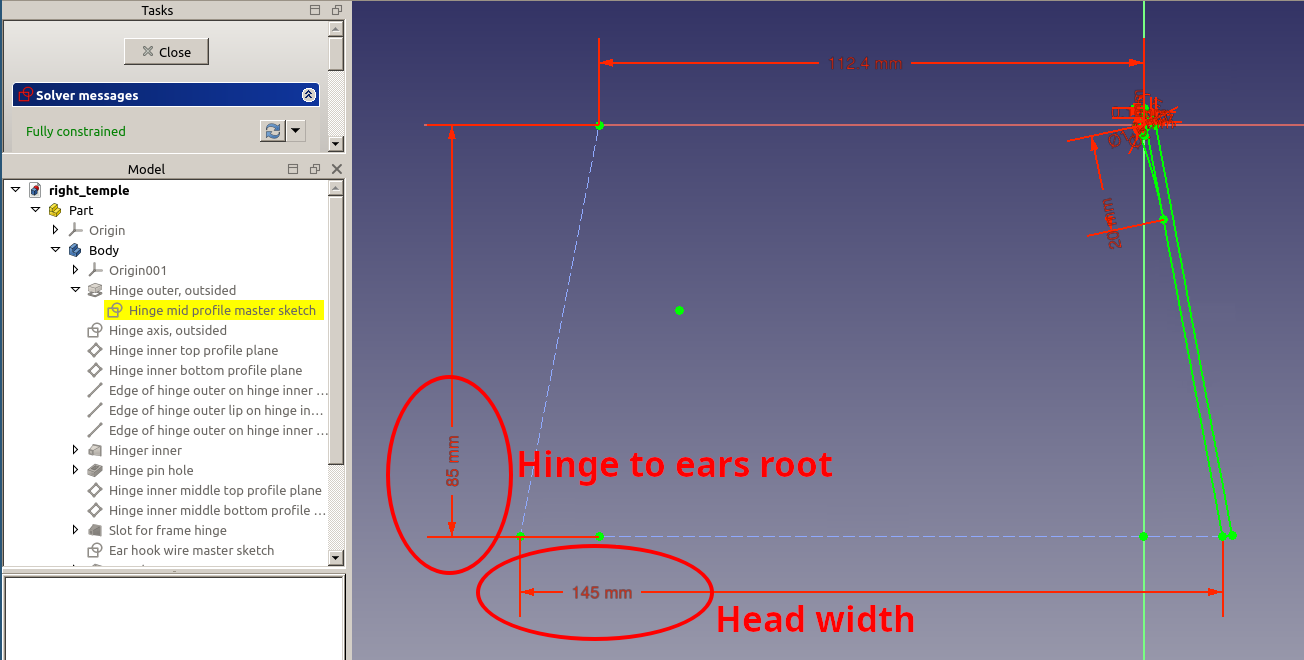 Tasks
Close
Solver messages
Fully constrained
Model
right_temple
Part
Origin
Body
Origin001
Hinge outer, outsided
Hinge mid profile master sketch
Hinge axis, outsided
Hinge inner top profile plane
Hinge inner bottom profile plane
Edge of hinge outer on hinge inner ...
Edge of hinge outer lip on hinge in...
Edge of hinge outer on hinge inner ...
Hinger inner
Hinge pin hole
Hinge inner middle top profile plane
Hinge inner middle bottom profile ...
Slot for frame hinge
Ear hook wire master sketch
112.4 mm
20 mm
85 mm
Hinge to ears root
145 mm
Head width